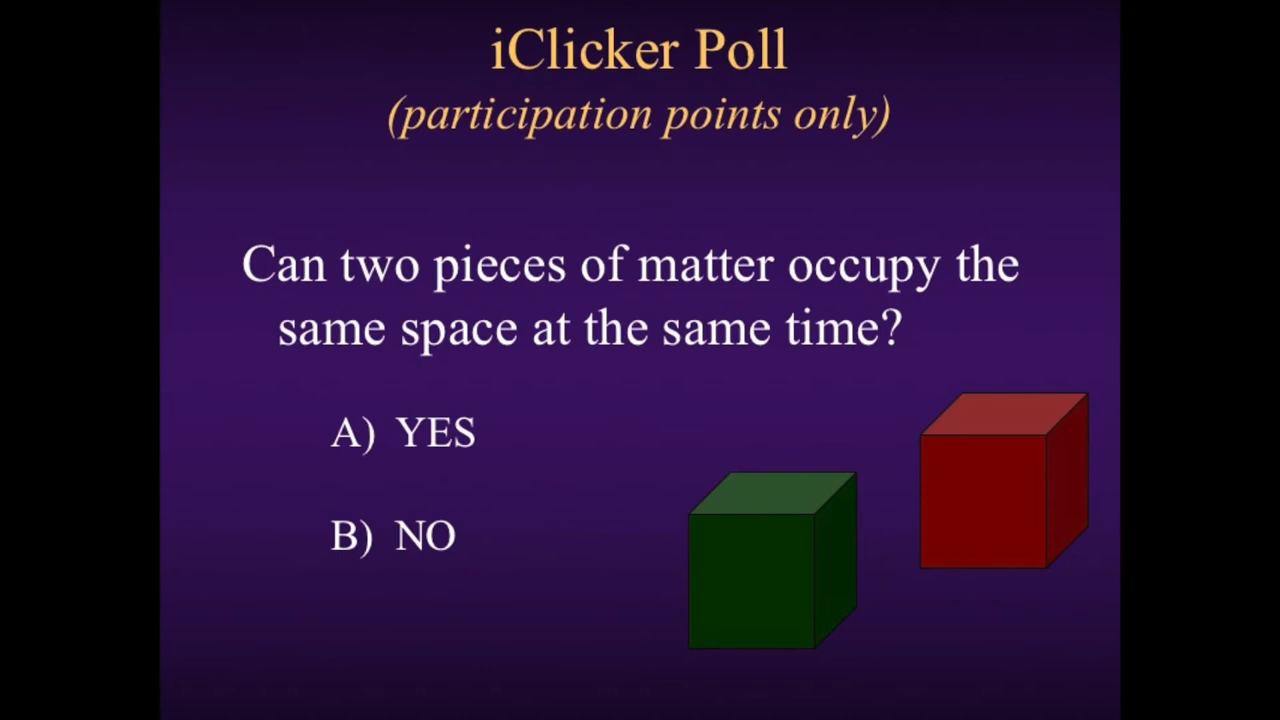 iClicker Poll
(participation points only)
Can two pieces of matter occupy the
same space at the same time?
A) YES
B) NO